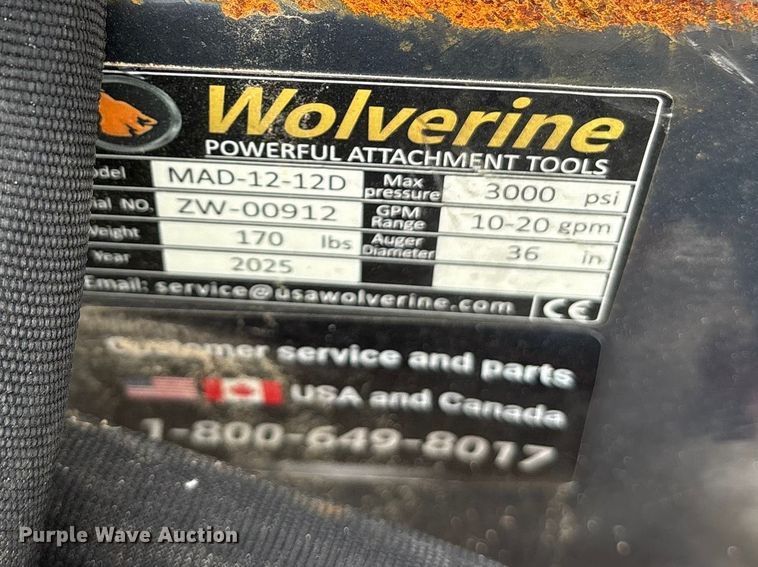 Wolverine
POWERFUL ATTACHMENT TOOLS
odel MAD-12-12D Max pressure 3000 psi
ial NO. ZW-00912 GPM Range 10-20 gpm
Weight 170 lbs Auger Diameter 36 in
Year 2025
Email: service@usawolverine.com CE
Customer service and parts
USA and Canada
1-800-649-8017
Purple Wave Auction